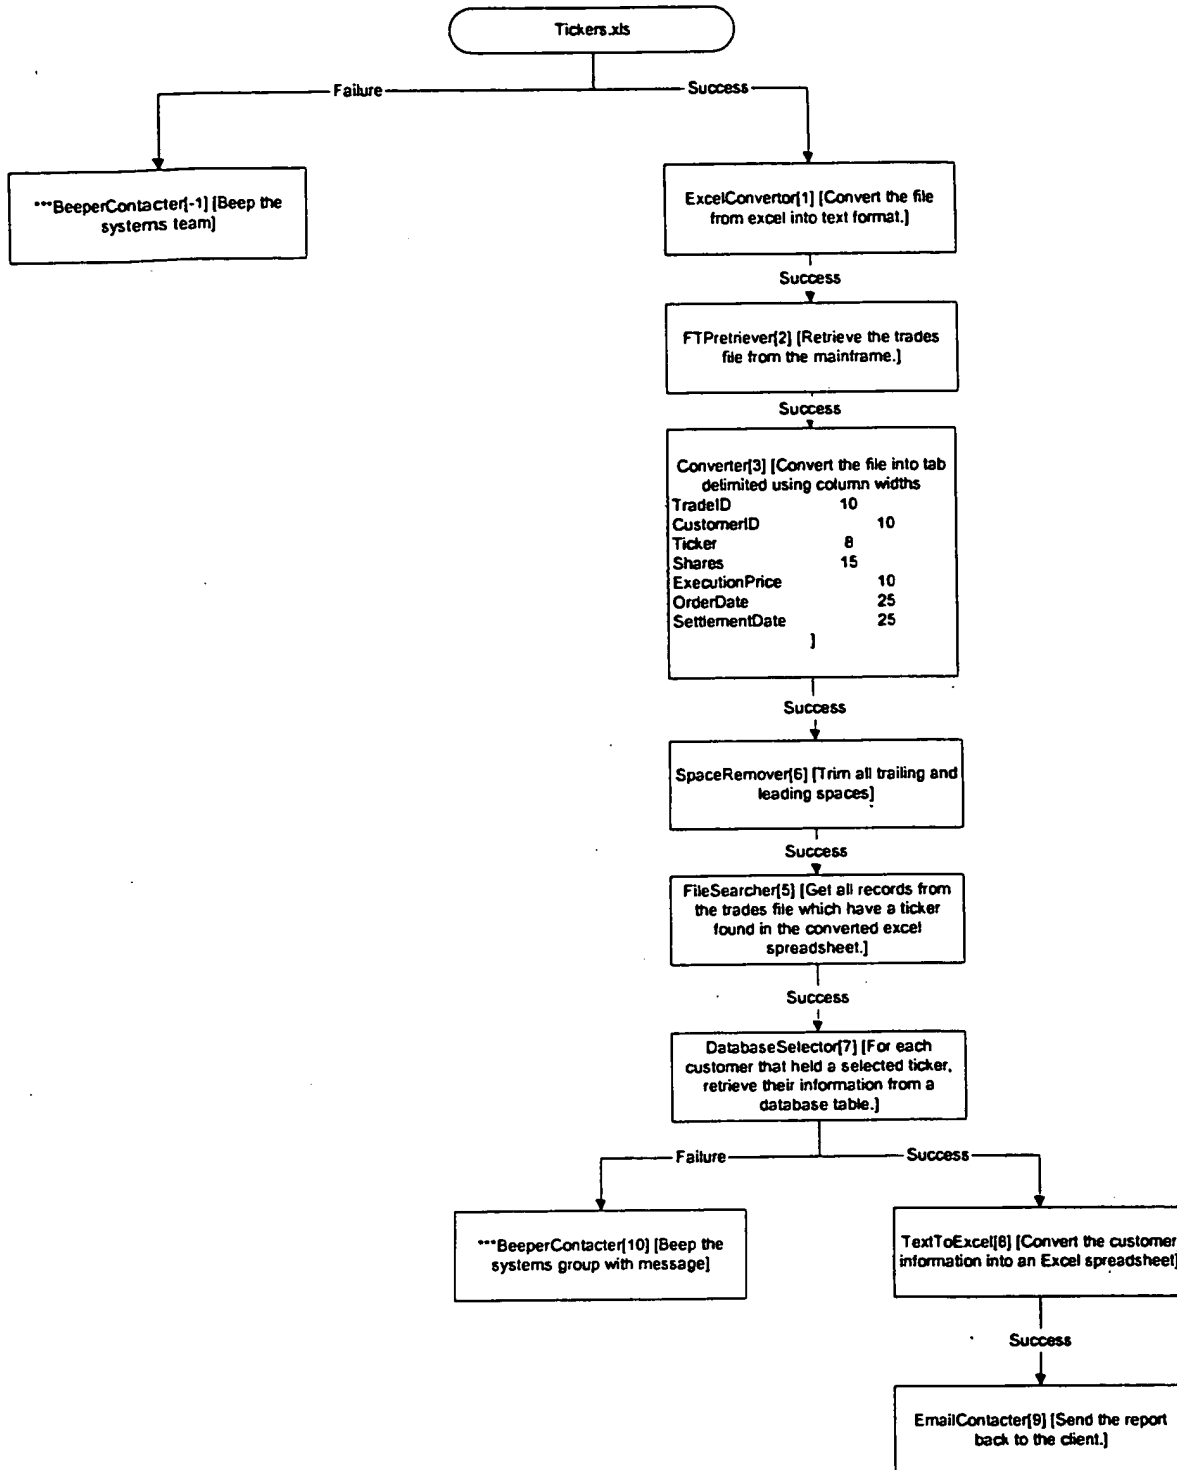 Tickers.xls
Failure
Success
***BeeperContacter[-1] [Beep the
systems team]
ExcelConvertor[1] [Convert the file
from excel into text format.]
Success
FTPretriever[2] [Retrieve the trades
file from the mainframe.]
Success
Converter[3] [Convert the file into tab
delimited using column widths
TradeID 10
CustomerID 10
Ticker 8
Shares 15
ExecutionPrice 10
OrderDate 25
SettlementDate 25
]
Success
SpaceRemover[6] [Trim all trailing and
leading spaces]
Success
FileSearcher[5] [Get all records from
the trades file which have a ticker
found in the converted excel
spreadsheet.]
Success
DatabaseSelector[7] [For each
customer that held a selected ticker,
retrieve their information from a
database table.]
Failure
Success
***BeeperContacter[10] [Beep the
systems group with message]
TextToExcel[8] [Convert the customer
information into an Excel spreadsheet]
Success
EmailContacter[9] [Send the report
back to the client.]